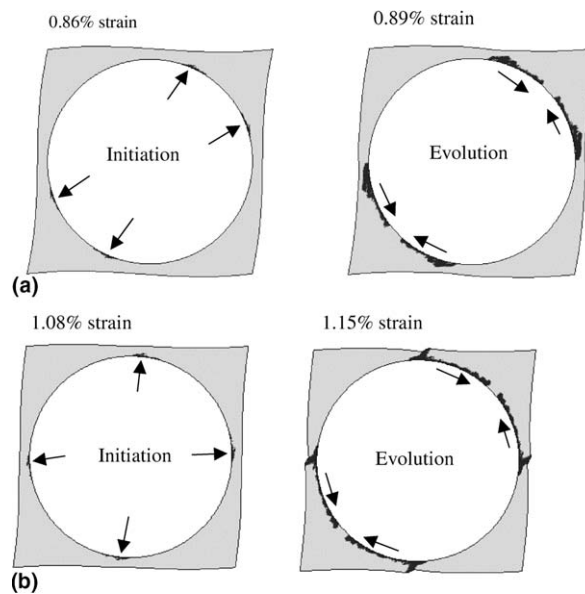 0.86% strain
0.89% strain
Initiation
Evolution
(a)
1.08% strain
1.15% strain
Initiation
Evolution
(b)